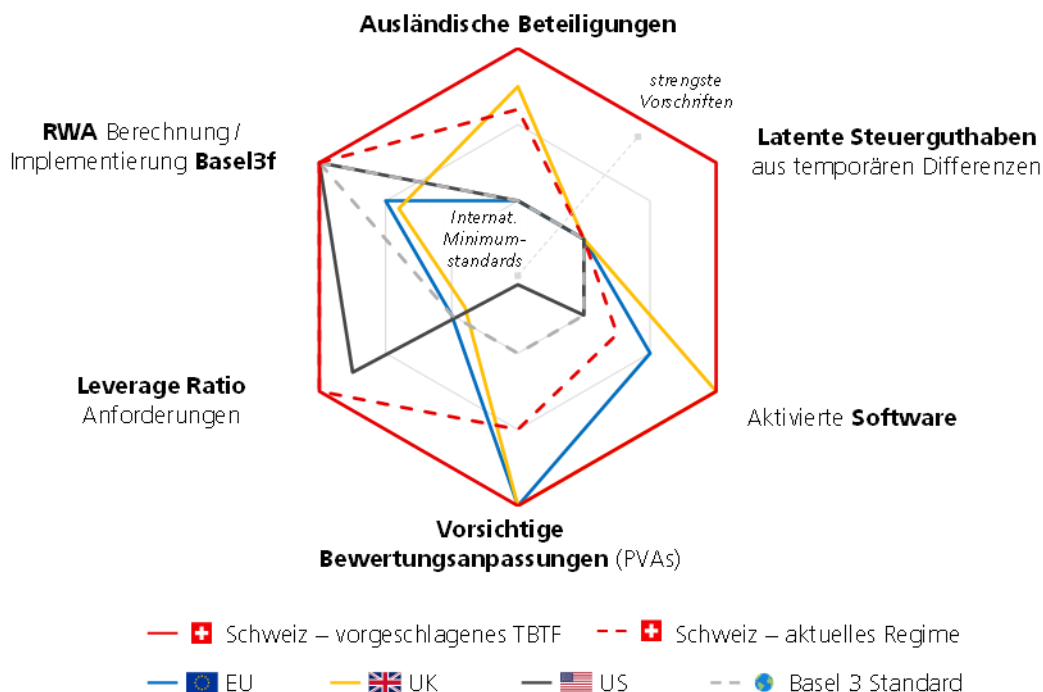 Ausländische Beteiligungen
strengste
Vorschriften
RWA Berechnung/
Implementierung Basel3f
Latente Steuerguthaben
aus temporären Differenzen
Internat.
Minimum-
standards
Leverage Ratio
Anforderungen
Aktivierte Software
Vorsichtige
Bewertungsanpassungen (PVAs)
Schweiz – vorgeschlagenes TBTF
Schweiz – aktuelles Regime
EU
UK
US
Basel 3 Standard